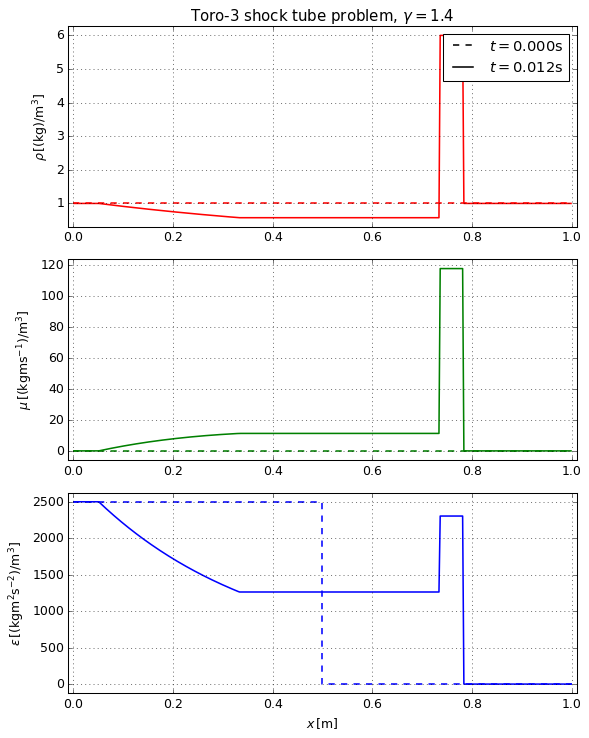 Toro-3 shock tube problem, γ = 1.4
6
5
4
3
2
1
ρ [(kg)/m³]
t = 0.000s
t = 0.012s
0.0 0.2 0.4 0.6 0.8 1.0
120
100
80
60
40
20
0
μ [(kgms⁻¹)/m³]
0.0 0.2 0.4 0.6 0.8 1.0
2500
2000
1500
1000
500
0
ε [(kgm²s⁻²)/m³]
0.0 0.2 0.4 0.6 0.8 1.0
x [m]